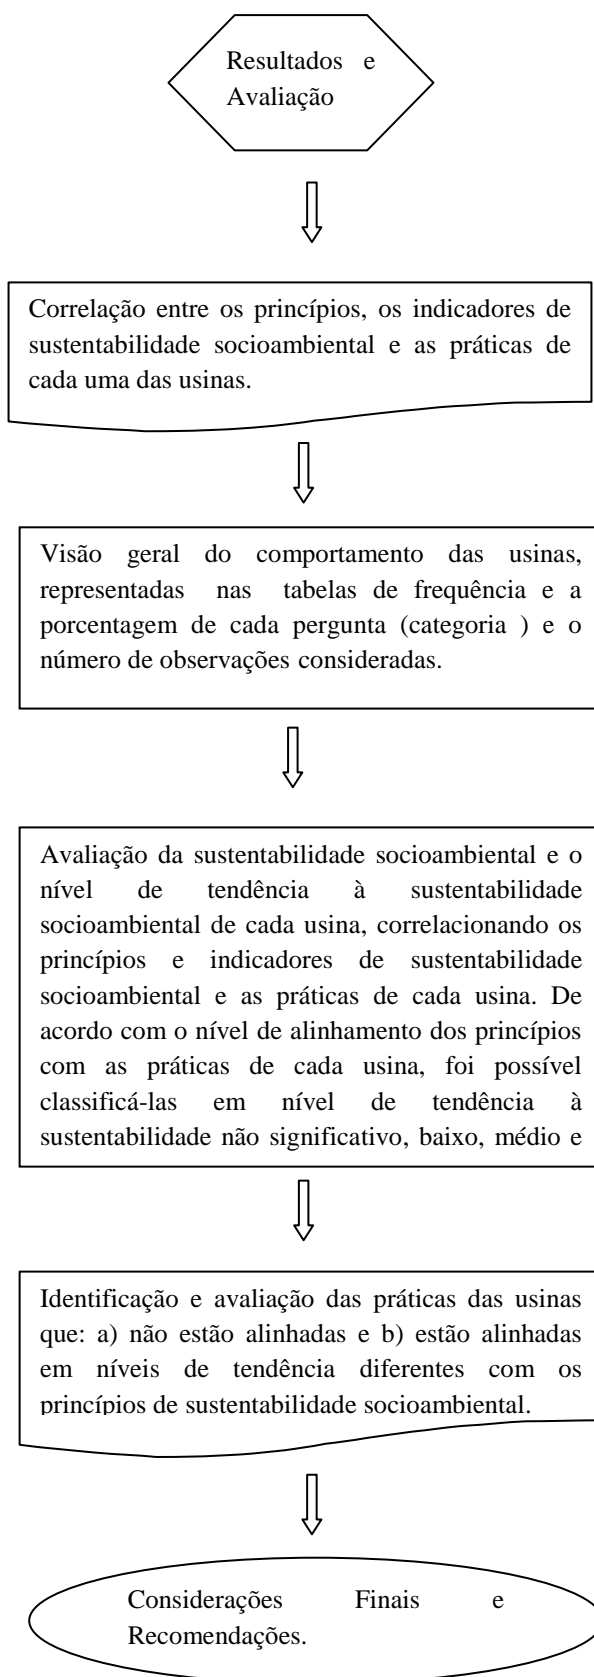 Resultados e
Avaliação
Correlação entre os princípios, os indicadores de
sustentabilidade socioambiental e as práticas de
cada uma das usinas.
Visão geral do comportamento das usinas,
representadas nas tabelas de frequência e a
porcentagem de cada pergunta (categoria ) e o
número de observações consideradas.
Avaliação da sustentabilidade socioambiental e o
nível de tendência à sustentabilidade
socioambiental de cada usina, correlacionando os
princípios e indicadores de sustentabilidade
socioambiental e as práticas de cada usina. De
acordo com o nível de alinhamento dos princípios
com as práticas de cada usina, foi possível
classificá-las em nível de tendência à
sustentabilidade não significativo, baixo, médio e
Identificação e avaliação das práticas das usinas
que: a) não estão alinhadas e b) estão alinhadas
em níveis de tendência diferentes com os
princípios de sustentabilidade socioambiental.
Considerações Finais e
Recomendações.